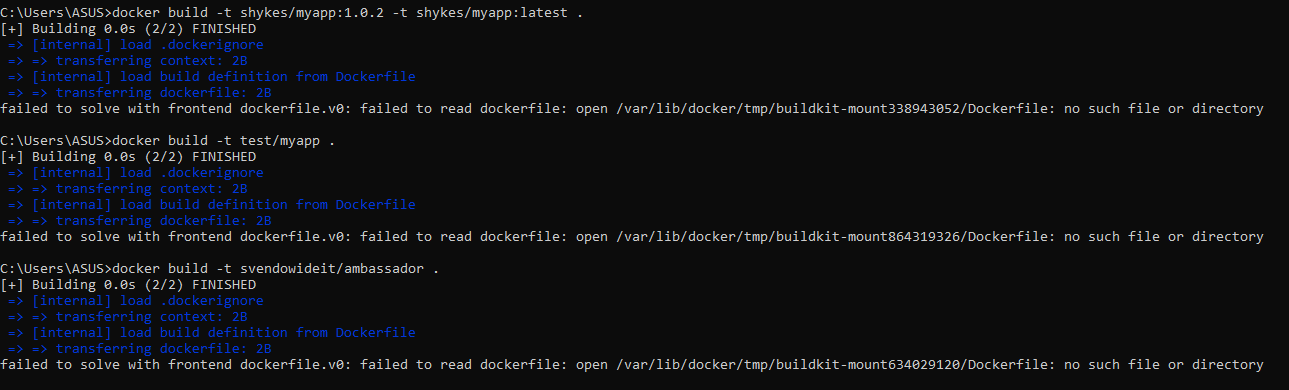 C:\Users\ASUS>docker build -t shykes/myapp:1.0.2 -t shykes/myapp:latest .
[+] Building 0.0s (2/2) FINISHED
=> [internal] load .dockerignore
=> => transferring context: 2B
=> [internal] load build definition from Dockerfile
=> => transferring dockerfile: 2B
failed to solve with frontend dockerfile.v0: failed to read dockerfile: open /var/lib/docker/tmp/buildkit-mount338943052/Dockerfile: no such file or directory
C:\Users\ASUS>docker build -t test/myapp .
[+] Building 0.0s (2/2) FINISHED
=> [internal] load .dockerignore
=> => transferring context: 2B
=> [internal] load build definition from Dockerfile
=> => transferring dockerfile: 2B
failed to solve with frontend dockerfile.v0: failed to read dockerfile: open /var/lib/docker/tmp/buildkit-mount864319326/Dockerfile: no such file or directory
C:\Users\ASUS>docker build -t svendowideit/ambassador .
[+] Building 0.0s (2/2) FINISHED
=> [internal] load .dockerignore
=> => transferring context: 2B
=> [internal] load build definition from Dockerfile
=> => transferring dockerfile: 2B
failed to solve with frontend dockerfile.v0: failed to read dockerfile: open /var/lib/docker/tmp/buildkit-mount634029120/Dockerfile: no such file or directory